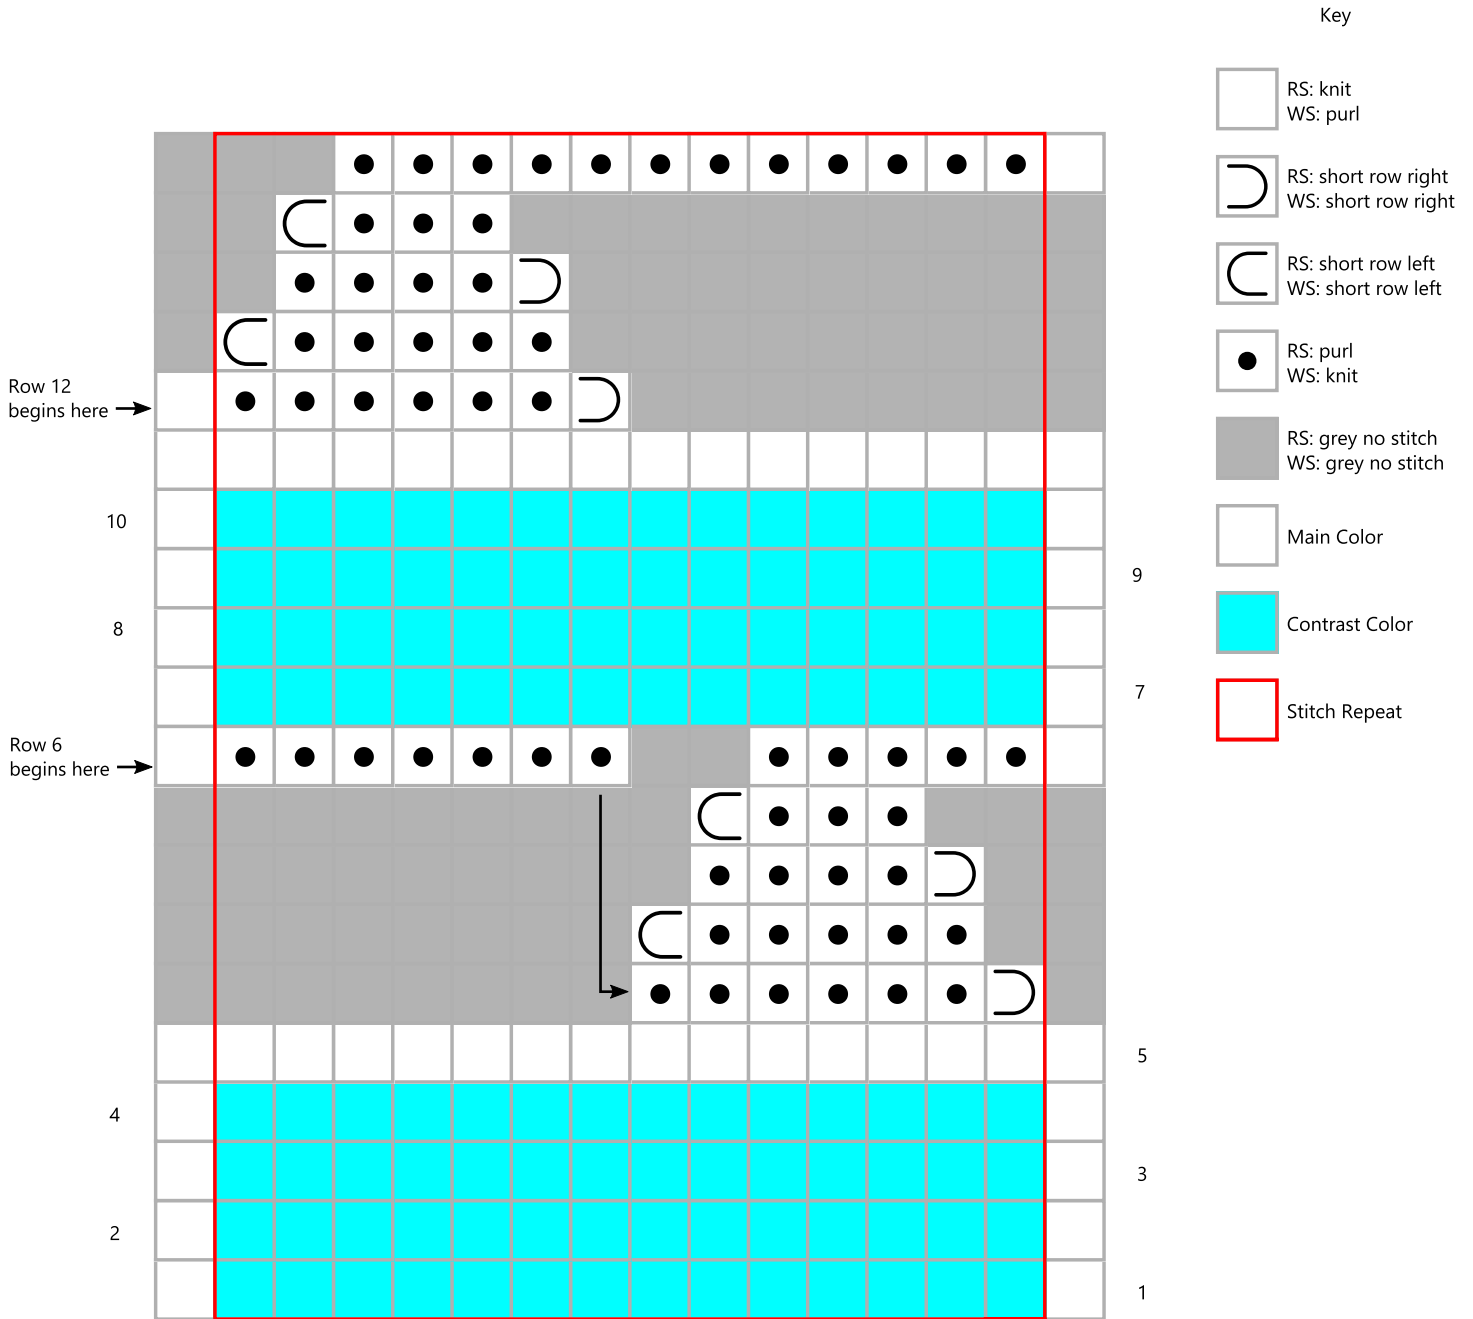 Key
RS: knit
WS: purl
RS: short row right
WS: short row right
RS: short row left
WS: short row left
RS: purl
WS: knit
RS: grey no stitch
WS: grey no stitch
Main Color
Contrast Color
Stitch Repeat
Row 12
begins here
10
9
8
7
Row 6
begins here
5
4
3
2
1